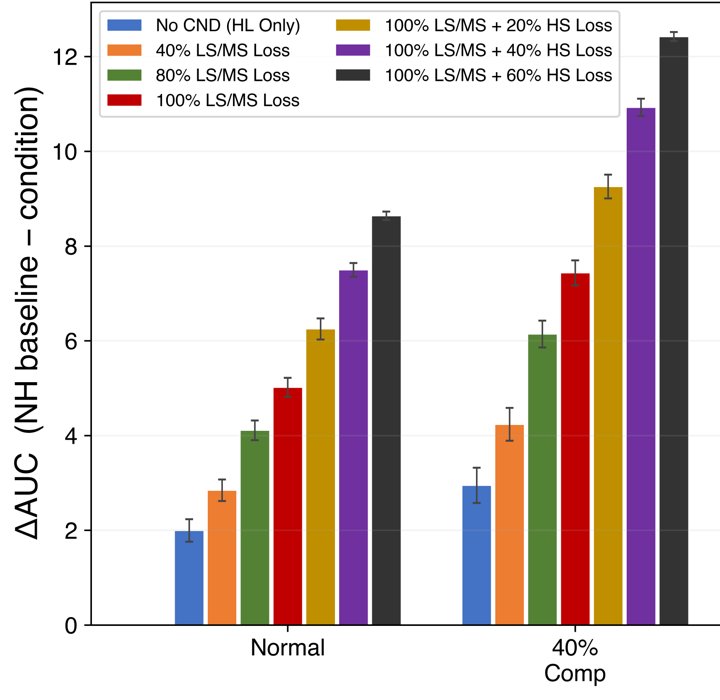 ΔAUC (NH baseline – condition)
12
10
8
6
4
2
0
No CND (HL Only)
40% LS/MS Loss
80% LS/MS Loss
100% LS/MS Loss
100% LS/MS + 20% HS Loss
100% LS/MS + 40% HS Loss
100% LS/MS + 60% HS Loss
Normal
40%
Comp